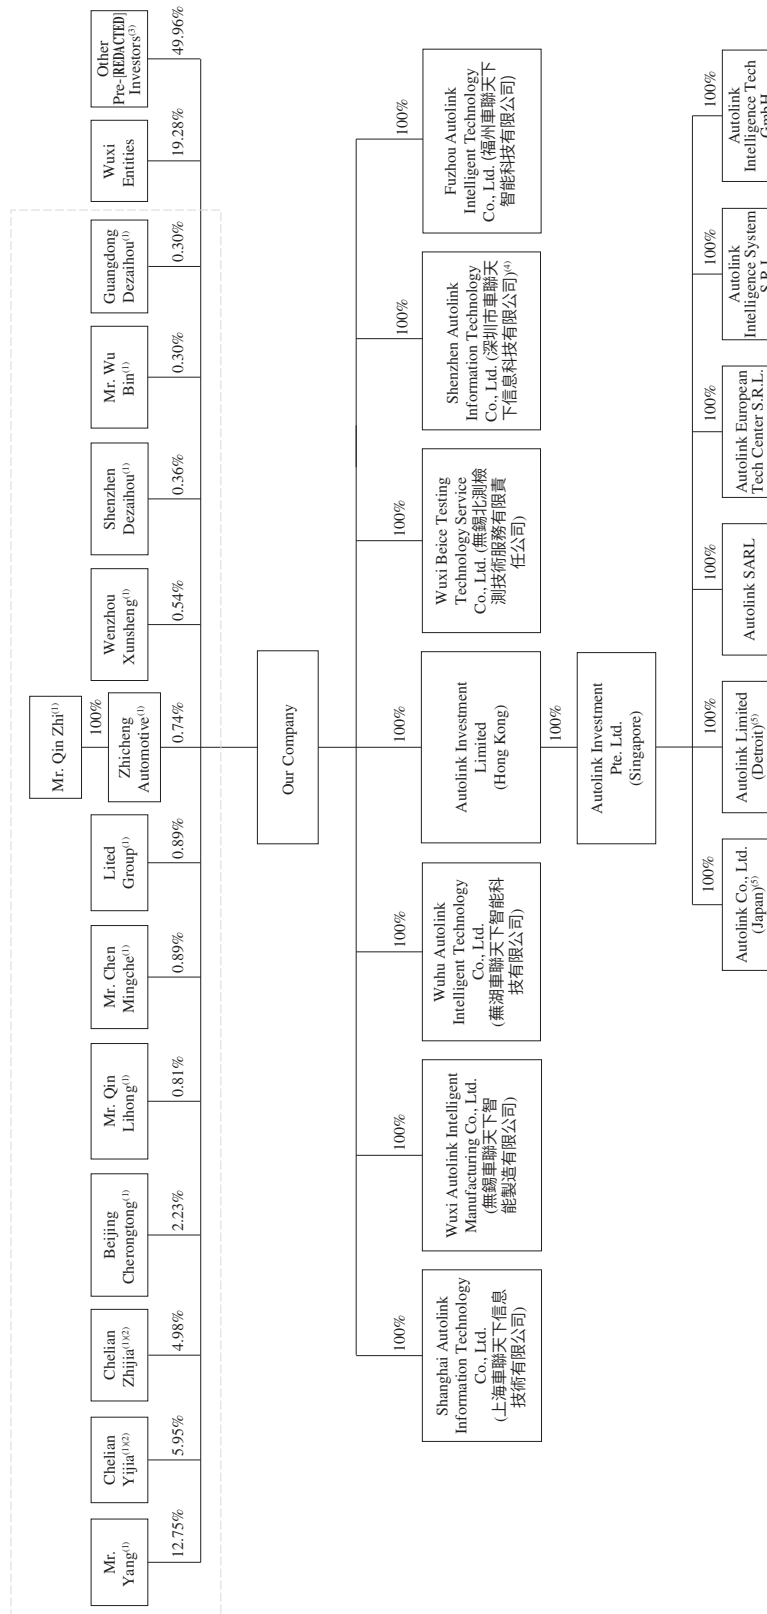 Mr. Qin Zhi(1)
100%
Mr.
Yang(1)
Chelian
Yijia(1)(2)
Chelian
Zhijia(1)(2)
Beijing
Cherongtong(1)
Mr. Qin
Lihong(1)
Mr. Chen
Mingche(1)
Lited
Group(1)
Zhicheng
Automotive(1)
Wenzhou
Xunsheng(1)
Shenzhen
Dezaihou(1)
Mr. Wu
Bin(1)
Guangdong
Dezaihou(1)
Wuxi
Entities
Other
Pre-[REDACTED]
Investors(3)
12.75%
5.95%
4.98%
2.23%
0.81%
0.89%
0.89%
0.74%
0.54%
0.36%
0.30%
0.30%
19.28%
49.96%
Our Company
100%
100%
100%
100%
100%
100%
100%
Shanghai Autolink
Information Technology
Co., Ltd.
(上海車聯天下信息
技術有限公司)
Wuxi Autolink Intelligent
Manufacturing Co., Ltd.
(無錫車聯天下智
能製造有限公司)
Wuhu Autolink
Intelligent Technology
Co., Ltd.
(蕪湖車聯天下智能科
技有限公司)
Autolink Investment
Limited
(Hong Kong)
Wuxi Beice Testing
Technology Service
Co., Ltd. (無錫北測檢
測技術服務有限責
任公司)
Shenzhen Autolink
Information Technology
Co., Ltd. (深圳市車聯天
下信息科技有限公司)(4)
Fuzhou Autolink
Intelligent Technology
Co., Ltd. (福州車聯天下
智能科技有限公司)
100%
Autolink Investment
Pte. Ltd.
(Singapore)
100%
100%
100%
100%
100%
100%
Autolink Co., Ltd.
(Japan)(5)
Autolink Limited
(Detroit)(5)
Autolink SARL
Autolink European
Tech Center S.R.L.
Autolink
Intelligence System
S.R.L.
Autolink
Intelligence Tech
GmbH